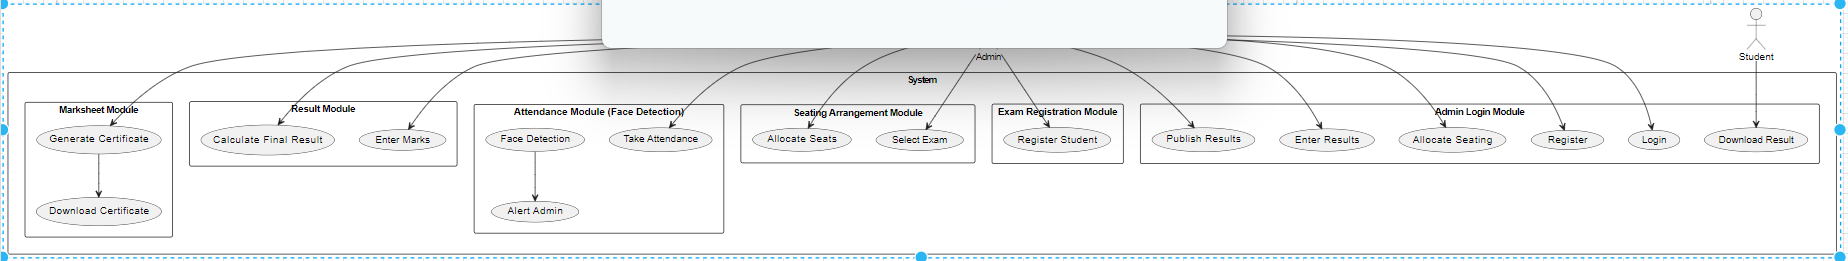 Admin
Student
System
Marksheet Module
Result Module
Attendance Module (Face Detection)
Seating Arrangement Module
Exam Registration Module
Admin Login Module
Generate Certificate
Calculate Final Result
Enter Marks
Face Detection
Take Attendance
Allocate Seats
Select Exam
Register Student
Publish Results
Enter Results
Allocate Seating
Register
Login
Download Result
Download Certificate
Alert Admin